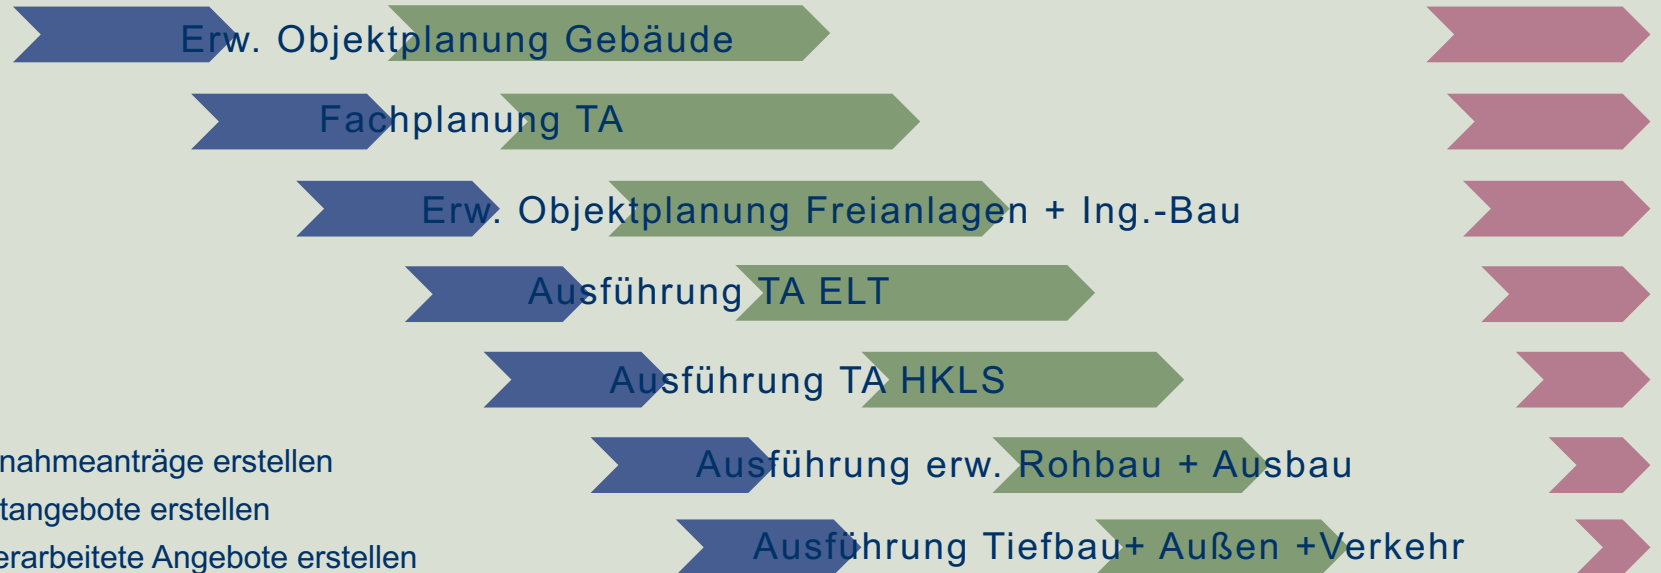 Erw. Objektplanung Gebäude
Fachplanung TA
Erw. Objektplanung Freianlagen + Ing.-Bau
Ausführung TA ELT
Ausführung TA HKLS
nahmeanträge erstellen
Ausführung erw. Rohbau + Ausbau
tangebote erstellen
erarbeitete Angebote erstellen
Ausführung Tiefbau+ Außen +Verkehr